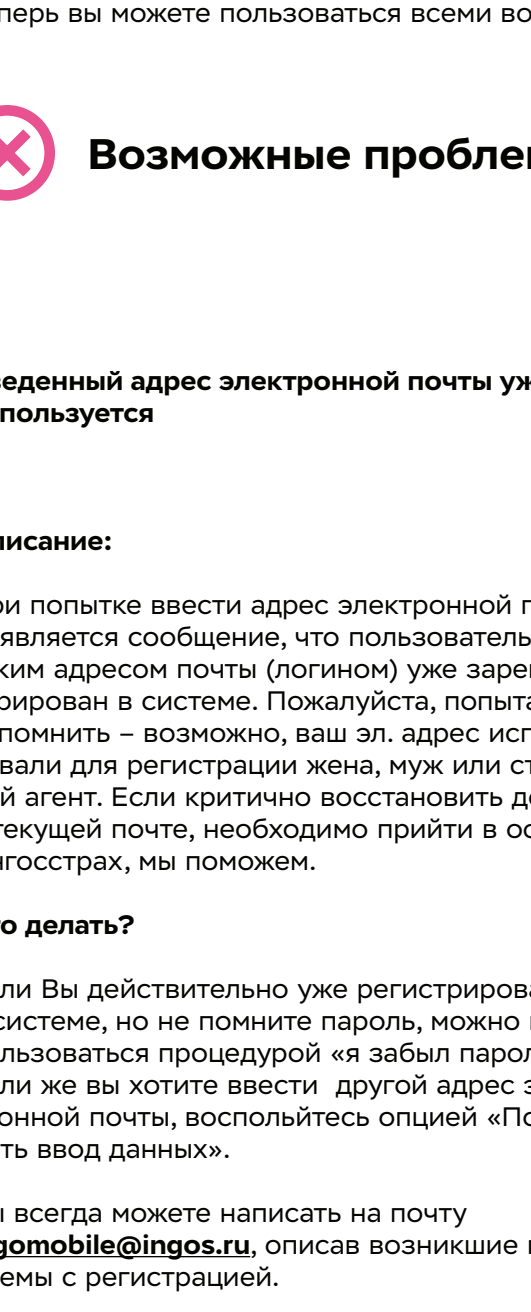 перь вы можете пользоваться всеми во
Возможные пробле
веденный адрес электронной почты уж
пользуется
писание:
ри попытке ввести адрес электронной п
является сообщение, что пользователь
ким адресом почты (логином) уже заре
рирован в системе. Пожалуйста, попыта
помнить – возможно, ваш эл. адрес исп
вали для регистрации жена, муж или ст
й агент. Если критично восстановить до
текущей почте, необходимо прийти в о
нгосстрах, мы поможем.
о делать?
ли Вы действительно уже регистрирова
системе, но не помните пароль, можно
льзоваться процедурой «я забыл парол
ли же вы хотите ввести  другой адрес э
онной почты, воспольйтесь опцией «По
ть ввод данных».
ы всегда можете написать на почту
gomobile@ingos.ru, описав возникшие
емы с регистрацией.